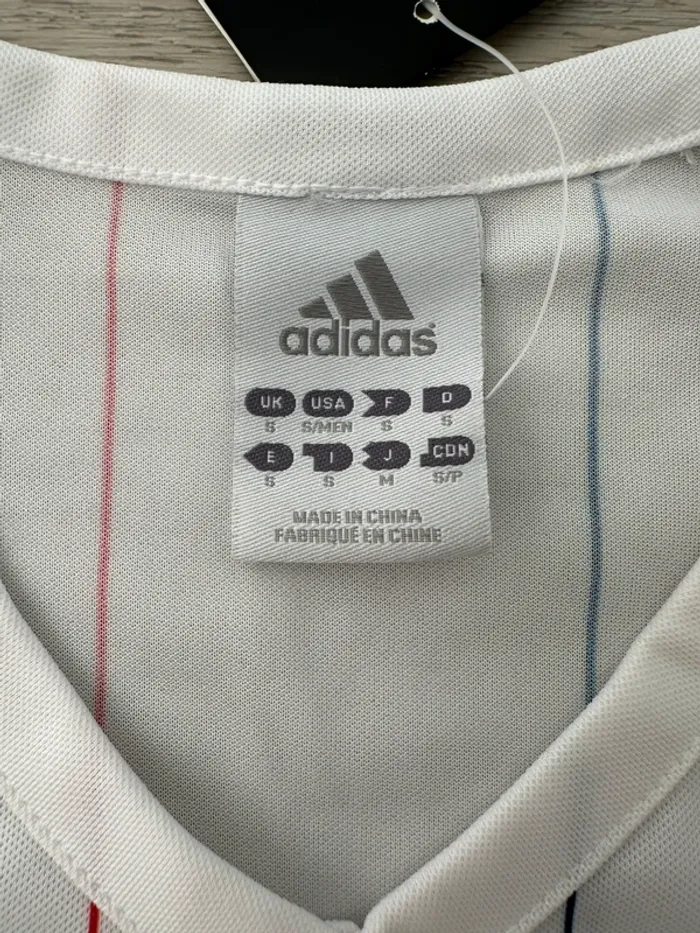 adidas
UK USA F D
S S/MEN S S
E I J CDN
S S M S/P
MADE IN CHINA
FABRIQUÉ EN CHINE